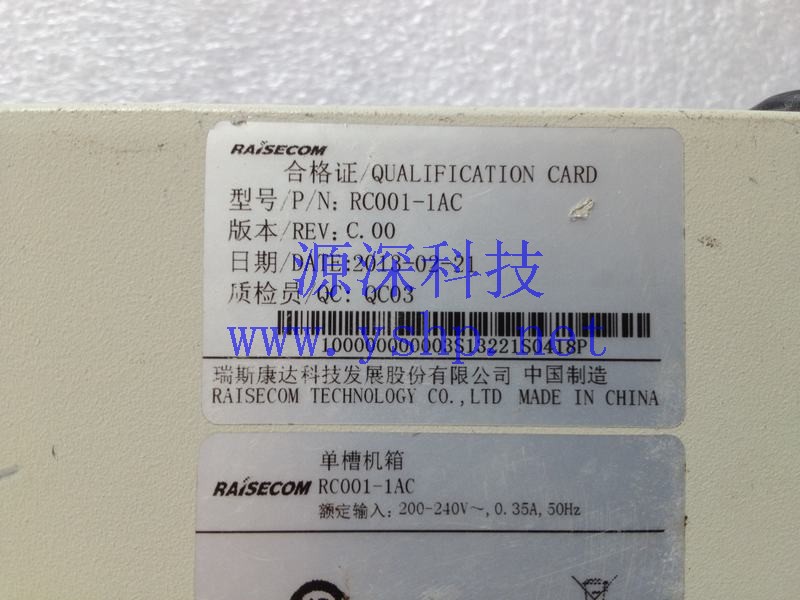 RAISECOM
合格证/QUALIFICATION CARD
型号/P/N: RC001-1AC
版本/REV: C.00
日期/DATE:2013-02-21
源深科技
质检员/QC: QC03
www.yshp.net
100000000003S13221S0418P
瑞斯康达科技发展股份有限公司 中国制造
RAISECOM TECHNOLOGY CO.,LTD MADE IN CHINA
单槽机箱
RAISECOM RC001-1AC
额定输入: 200-240V~, 0.35A, 50Hz